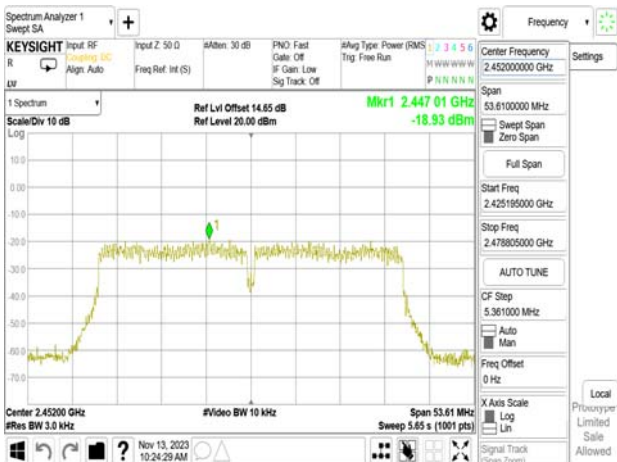 Spectrum Analyzer 1
Swept SA
+
Frequency
KEYSIGHT
R
Input: RF
Coupling: DC
Align: Auto
Input Z: 50 Ω
Freq Ref: Int (S)
#Atten: 30 dB
PNO: Fast
Gate: Off
IF Gain: Low
Sig Track: Off
#Avg Type: Power (RMS
Trig: Free Run
1 2 3 4 5 6
M W W W W W
P N N N N N
1 Spectrum
Scale/Div 10 dB
Ref Lvl Offset 14.65 dB
Ref Level 20.00 dBm
Mkr1 2.447 01 GHz
-18.93 dBm
Log
10.0
0.00
-10.0
-20.0
-30.0
-40.0
-50.0
-60.0
-70.0
1
Center 2.45200 GHz
#Res BW 3.0 kHz
#Video BW 10 kHz
Span 53.61 MHz
Sweep 5.65 s (1001 pts)
?
Nov 13, 2023
10:24:29 AM
Center Frequency
2.452000000 GHz
Settings
Span
53.6100000 MHz
Swept Span
Zero Span
Full Span
Start Freq
2.425195000 GHz
Stop Freq
2.478805000 GHz
AUTO TUNE
CF Step
5.361000 MHz
Auto
Man
Freq Offset
0 Hz
X Axis Scale
Log
Lin
Signal Track
(Span Zoom)
Local
Prototype
Limited
Sale
Allowed